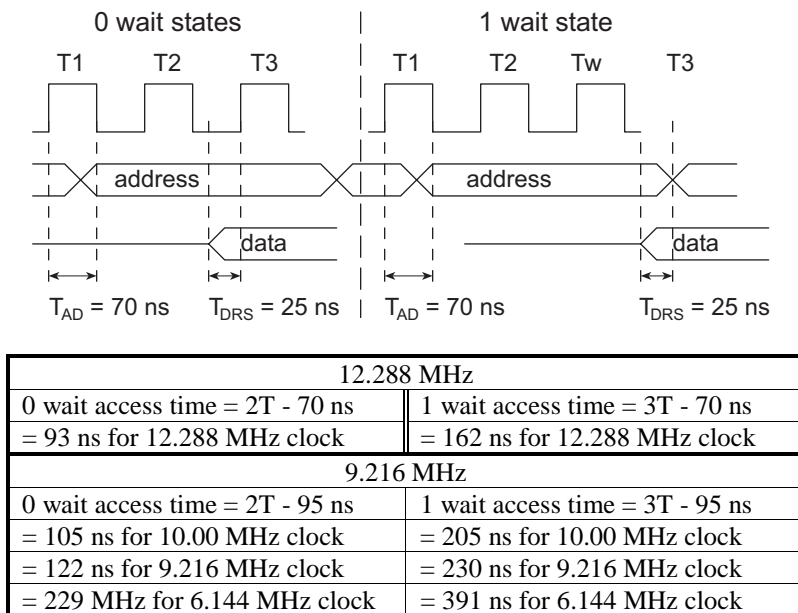 0 wait states 1 wait state
T1 T2 T3 T1 T2 Tw T3
address address
data data
T_AD = 70 ns T_DRS = 25 ns T_AD = 70 ns T_DRS = 25 ns
12.288 MHz
0 wait access time = 2T - 70 ns 1 wait access time = 3T - 70 ns
= 93 ns for 12.288 MHz clock = 162 ns for 12.288 MHz clock
9.216 MHz
0 wait access time = 2T - 95 ns 1 wait access time = 3T - 95 ns
= 105 ns for 10.00 MHz clock = 205 ns for 10.00 MHz clock
= 122 ns for 9.216 MHz clock = 230 ns for 9.216 MHz clock
= 229 MHz for 6.144 MHz clock = 391 ns for 6.144 MHz clock